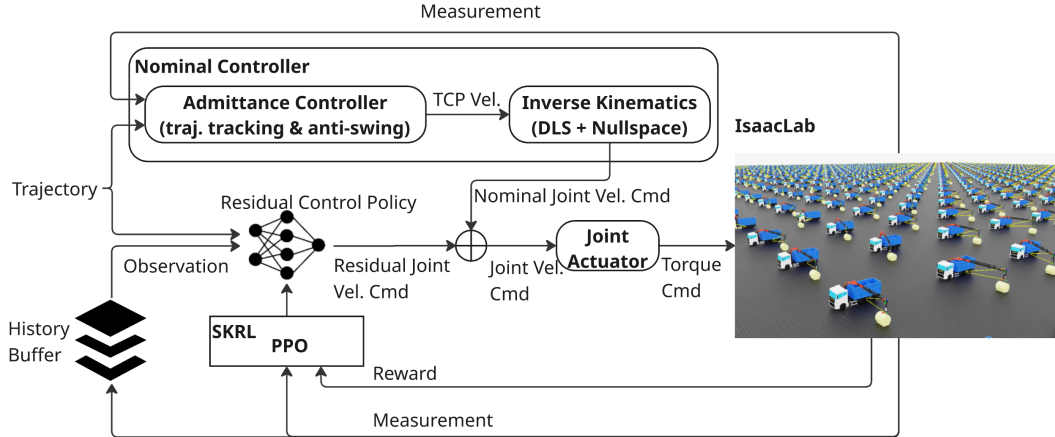 Measurement
Nominal Controller
Admittance Controller
(traj. tracking & anti-swing)
TCP Vel.
Inverse Kinematics
(DLS + Nullspace)
IsaacLab
Trajectory
Nominal Joint Vel. Cmd
Residual Control Policy
Observation
Residual Joint
Vel. Cmd
Joint Vel.
Cmd
Joint
Actuator
Torque
Cmd
History
Buffer
SKRL
PPO
Reward
Measurement